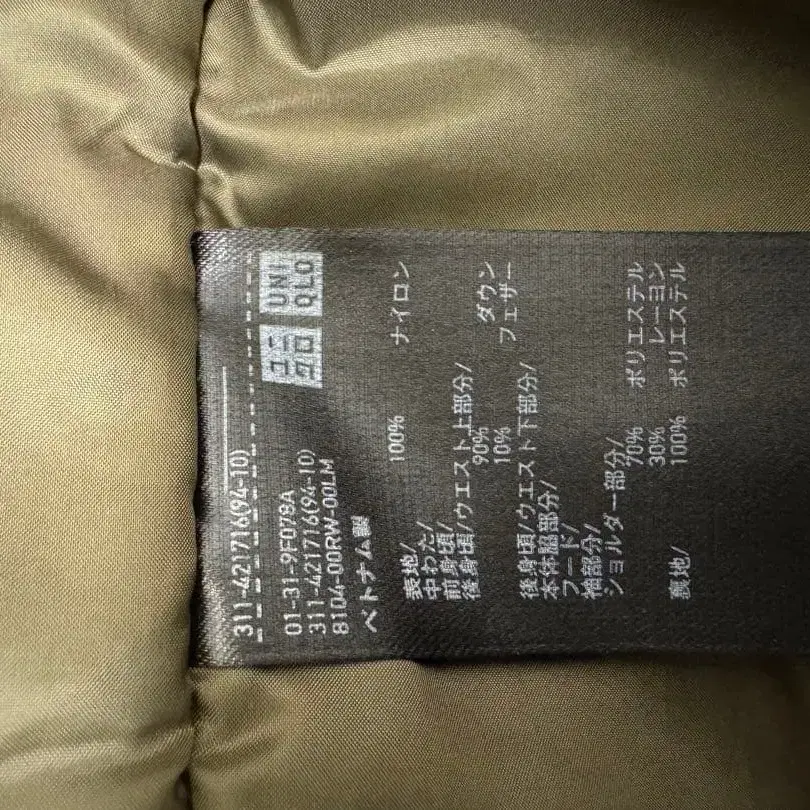 311-421716(94-10)
ユニ
クロ
UNI
QLO
01-31-9F078A
311-421716(94-10)
8104-00RW-00LM
ベトナム製
表地/ 100% ナイロン
中わた/
前身頃/
後身頃/ウエスト上部分/
90% ダウン
10% フェザー
後身頃/ウエスト下部分/
本体脇部分/
フード/
袖部分/
ショルダー部分/
70% ポリエステル
30% レーヨン
裏地/ 100% ポリエステル